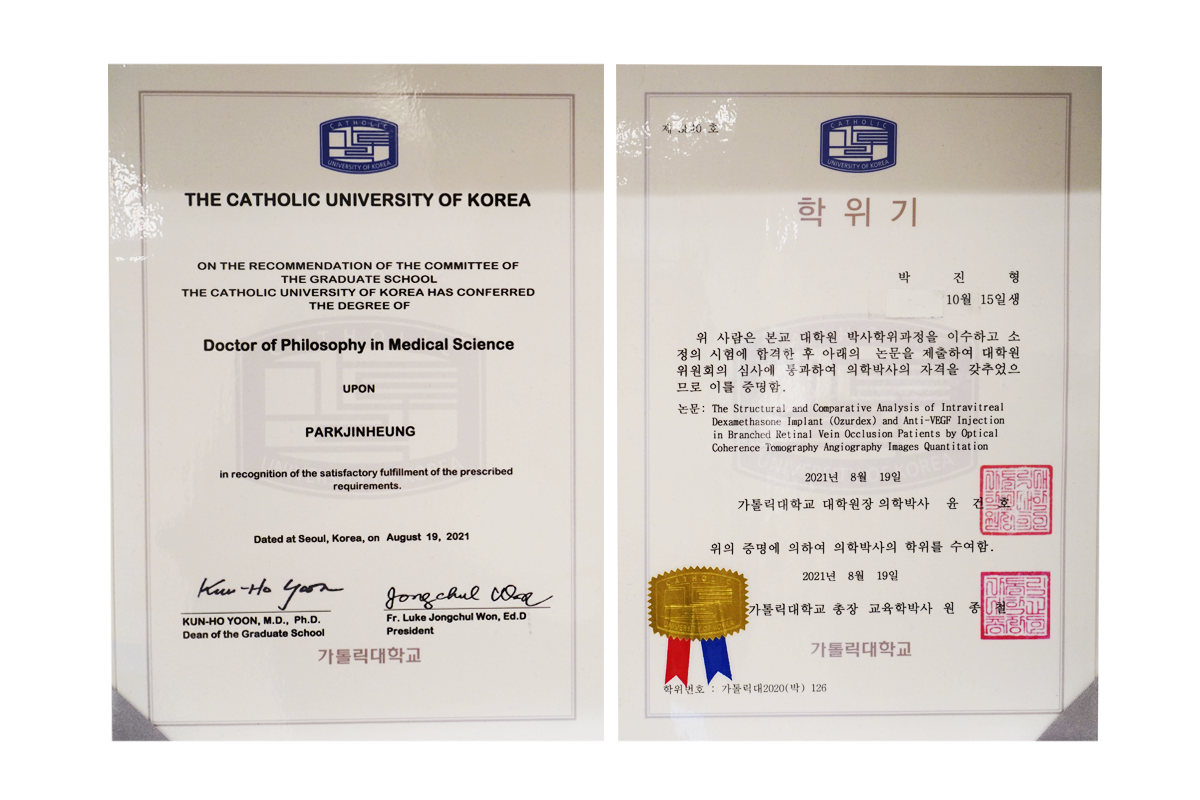 CATHOLIC
UNIVERSITY OF KOREA
THE CATHOLIC UNIVERSITY OF KOREA
ON THE RECOMMENDATION OF THE COMMITTEE OF
THE GRADUATE SCHOOL
THE CATHOLIC UNIVERSITY OF KOREA HAS CONFERRED
THE DEGREE OF
Doctor of Philosophy in Medical Science
UPON
PARKJINHEUNG
in recognition of the satisfactory fulfillment of the prescribed
requirements.
Dated at Seoul, Korea, on August 19, 2021
Kun-Ho Yoon
KUN-HO YOON, M.D., Ph.D.
Dean of the Graduate School
Jongchul Won
Fr. Luke Jongchul Won, Ed.D
President
가톨릭대학교
제 호
CATHOLIC
UNIVERSITY OF KOREA
학위기
박 진 형
10월 15일생
위 사람은 본교 대학원 박사학위과정을 이수하고 소
정의 시험에 합격한 후 아래의 논문을 제출하여 대학원
위원회의 심사에 통과하여 의학박사의 자격을 갖추었으
므로 이를 증명함.
논문: The Structural and Comparative Analysis of Intravitreal
Dexamethasone Implant (Ozurdex) and Anti-VEGF Injection
in Branched Retinal Vein Occlusion Patients by Optical
Coherence Tomography Angiography Images Quantitation
2021년 8월 19일
가톨릭대학교 대학원장 의학박사 윤 건 호
위의 증명에 의하여 의학박사의 학위를 수여함.
2021년 8월 19일
가톨릭대학교 총장 교육학박사 원 종 철
가톨릭대학교
학위번호 : 가톨릭대2020(박) 126